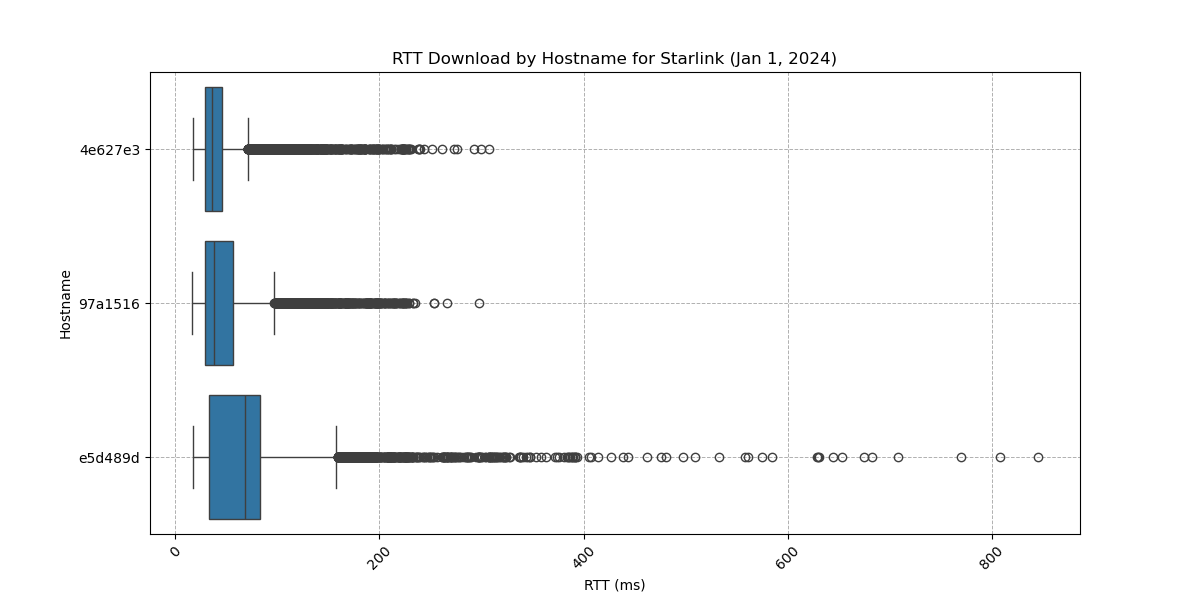 RTT Download by Hostname for Starlink (Jan 1, 2024)
Hostname
4e627e3
97a1516
e5d489d
0 200 400 600 800
RTT (ms)